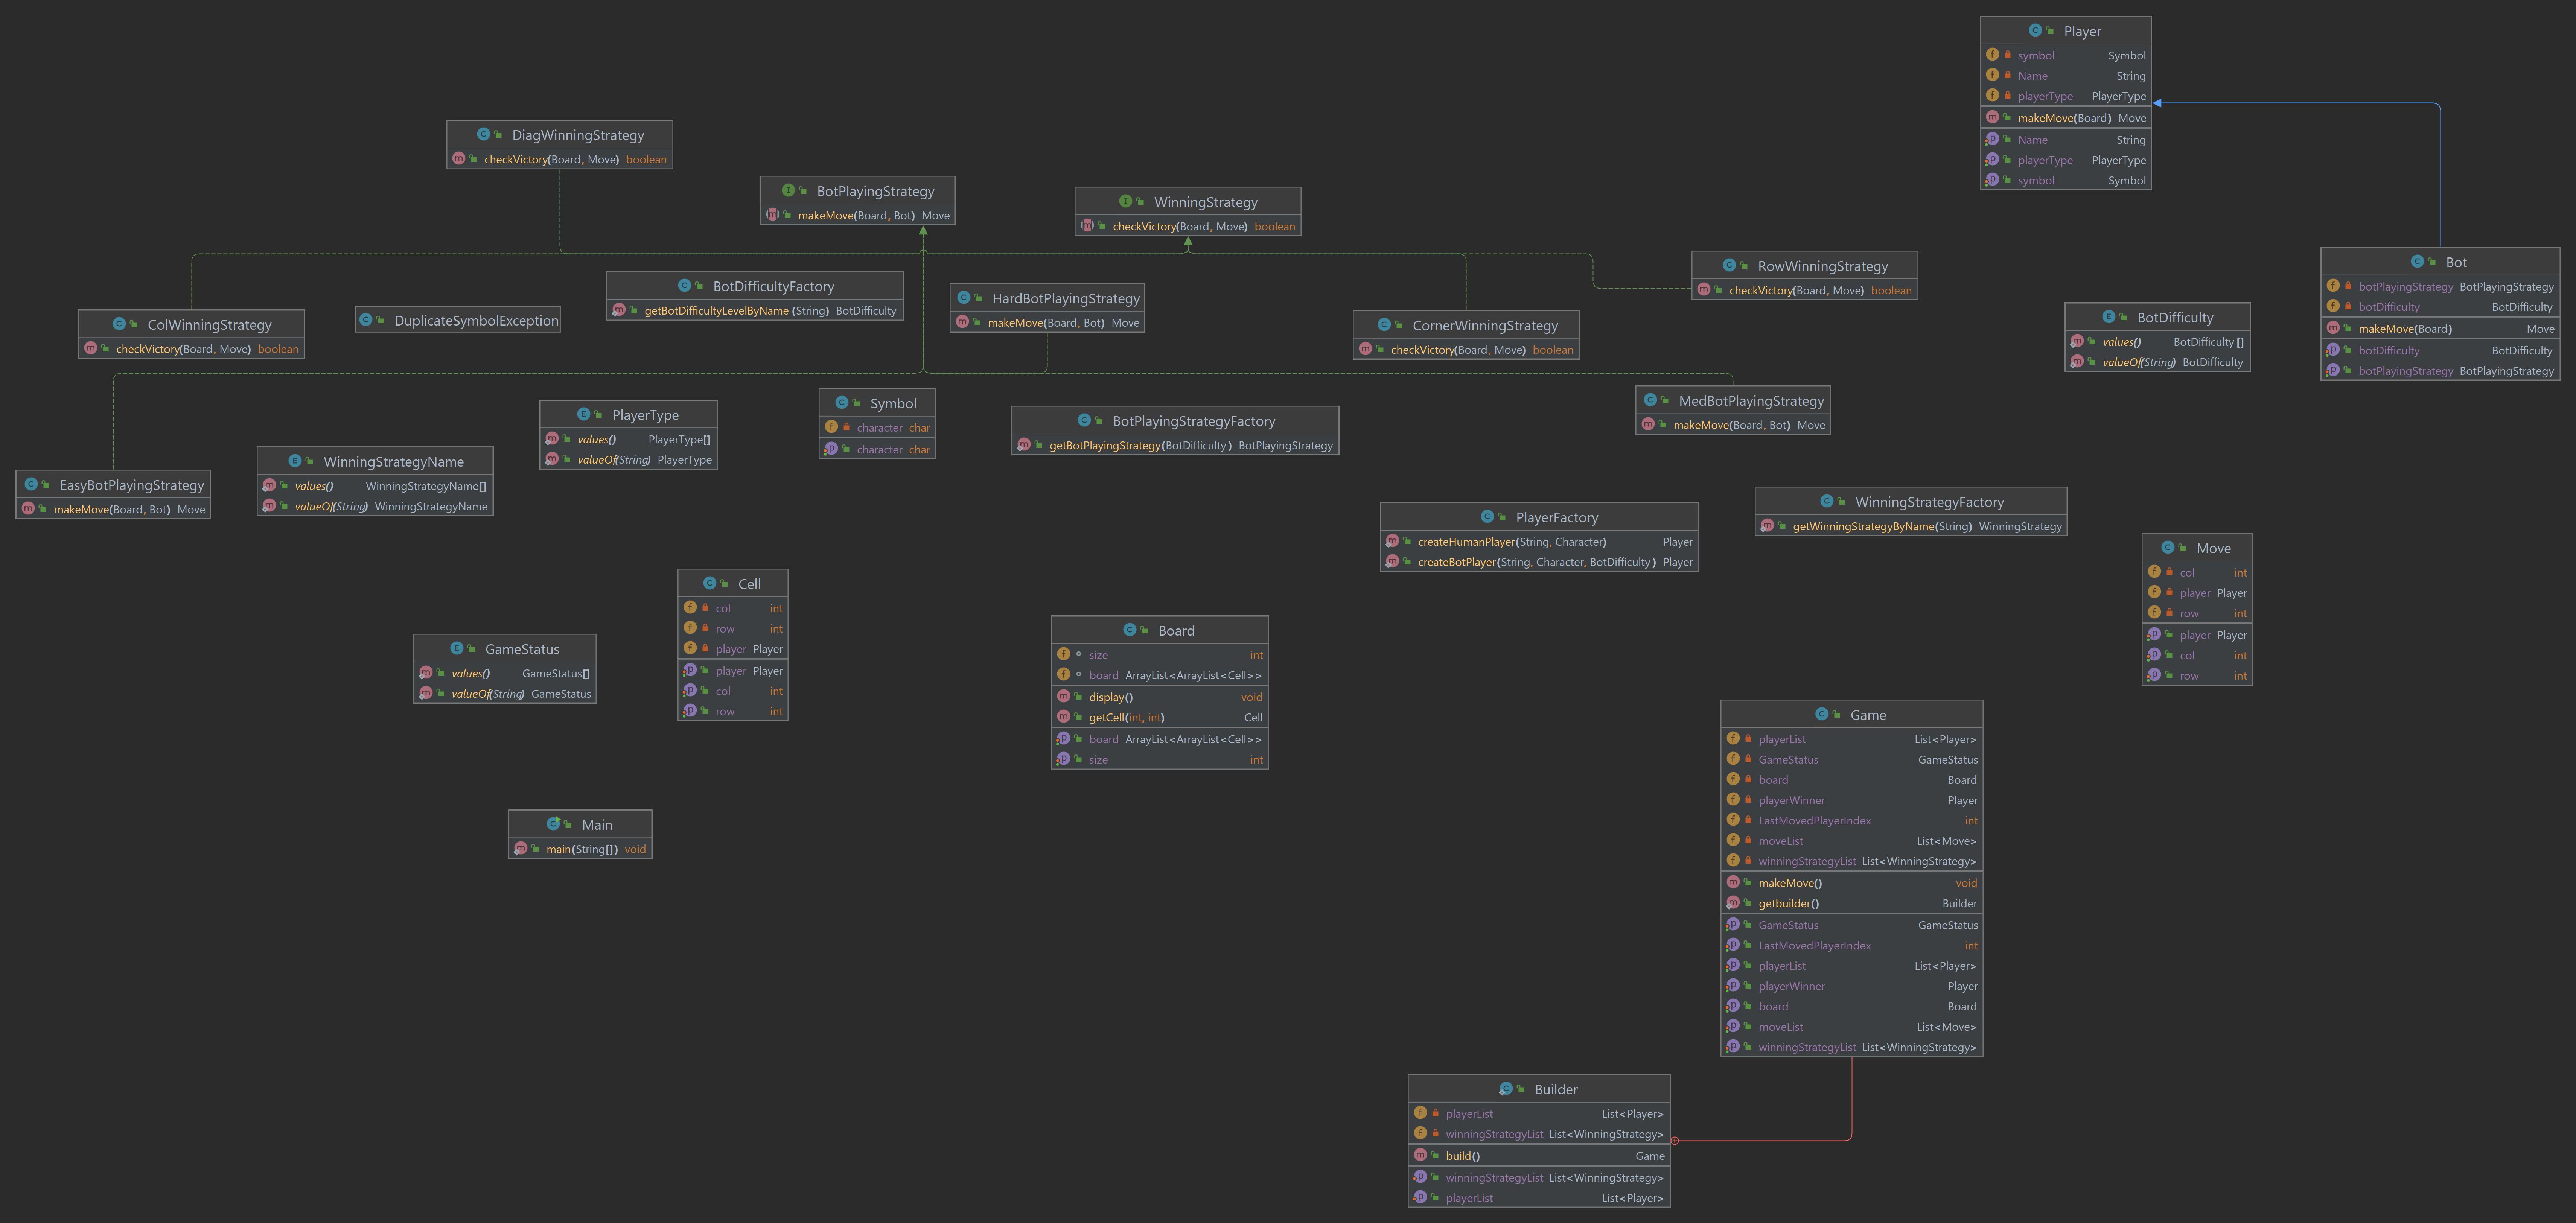 Player
symbol Symbol
Name String
playerType PlayerType
makeMove(Board) Move
Name String
playerType PlayerType
symbol Symbol
DiagWinningStrategy
checkVictory(Board, Move) boolean
BotPlayingStrategy
makeMove(Board, Bot) Move
WinningStrategy
checkVictory(Board, Move) boolean
RowWinningStrategy
checkVictory(Board, Move) boolean
Bot
botPlayingStrategy BotPlayingStrategy
botDifficulty BotDifficulty
makeMove(Board) Move
botDifficulty BotDifficulty
botPlayingStrategy BotPlayingStrategy
ColWinningStrategy
checkVictory(Board, Move) boolean
DuplicateSymbolException
BotDifficultyFactory
getBotDifficultyLevelByName (String) BotDifficulty
HardBotPlayingStrategy
makeMove(Board, Bot) Move
CornerWinningStrategy
checkVictory(Board, Move) boolean
BotDifficulty
values() BotDifficulty []
valueOf(String) BotDifficulty
EasyBotPlayingStrategy
makeMove(Board, Bot) Move
WinningStrategyName
values() WinningStrategyName[]
valueOf(String) WinningStrategyName
PlayerType
values() PlayerType[]
valueOf(String) PlayerType
Symbol
character char
character char
BotPlayingStrategyFactory
getBotPlayingStrategy(BotDifficulty ) BotPlayingStrategy
MedBotPlayingStrategy
makeMove(Board, Bot) Move
PlayerFactory
createHumanPlayer(String, Character) Player
createBotPlayer(String, Character, BotDifficulty ) Player
WinningStrategyFactory
getWinningStrategyByName(String) WinningStrategy
Move
col int
player Player
row int
player Player
col int
row int
GameStatus
values() GameStatus[]
valueOf(String) GameStatus
Cell
col int
row int
player Player
player Player
col int
row int
Board
size int
board ArrayList<ArrayList<Cell>>
display() void
getCell(int, int) Cell
board ArrayList<ArrayList<Cell>>
size int
Main
main(String[]) void
Game
playerList List<Player>
GameStatus GameStatus
board Board
playerWinner Player
LastMovedPlayerIndex int
moveList List<Move>
winningStrategyList List<WinningStrategy>
makeMove() void
getbuilder() Builder
GameStatus GameStatus
LastMovedPlayerIndex int
playerList List<Player>
playerWinner Player
board Board
moveList List<Move>
winningStrategyList List<WinningStrategy>
Builder
playerList List<Player>
winningStrategyList List<WinningStrategy>
build() Game
winningStrategyList List<WinningStrategy>
playerList List<Player>